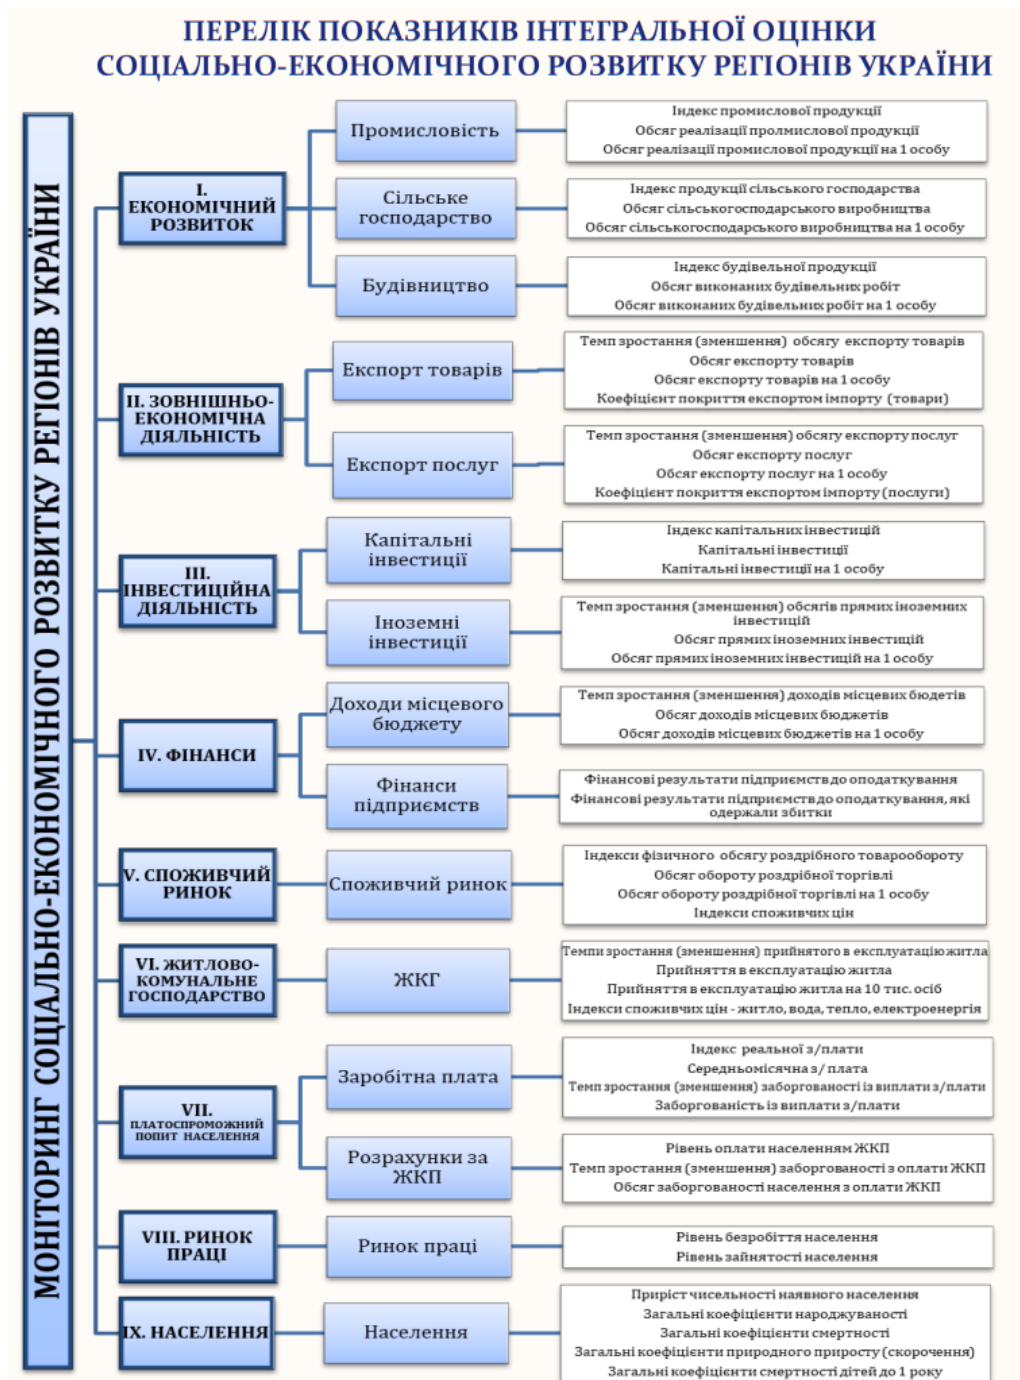 ПЕРЕЛІК ПОКАЗНИКІВ ІНТЕГРАЛЬНОЇ ОЦІНКИ
СОЦІАЛЬНО-ЕКОНОМІЧНОГО РОЗВИТКУ РЕГІОНІВ УКРАЇНИ
МОНІТОРИНГ СОЦІАЛЬНО-ЕКОНОМІЧНОГО РОЗВИТКУ РЕГІОНІВ УКРАЇНИ
І.
ЕКОНОМІЧНИЙ
РОЗВИТОК
Промисловість
Індекс промислової продукції
Обсяг реалізації пролмислової продукції
Обсяг реалізації промислової продукції на 1 особу
Сільське
господарство
Індекс продукції сільського господарства
Обсяг сільськогосподарського виробництва
Обсяг сільськогосподарського виробництва на 1 особу
Будівництво
Індекс будівельної продукції
Обсяг виконаних будівельних робіт
Обсяг виконаних будівельних робіт на 1 особу
ІІ. ЗОВНІШНЬО-
ЕКОНОМІЧНА
ДІЯЛЬНІСТЬ
Експорт товарів
Темп зростання (зменшення) обсягу експорту товарів
Обсяг експорту товарів
Обсяг експорту товарів на 1 особу
Коефіцієнт покриття експортом імпорту (товари)
Експорт послуг
Темп зростання (зменшення) обсягу експорту послуг
Обсяг експорту послуг
Обсяг експорту послуг на 1 особу
Коефіцієнт покриття експортом імпорту (послуги)
ІІІ.
ІНВЕСТИЦІЙНА
ДІЯЛЬНІСТЬ
Капітальні
інвестиції
Індекс капітальних інвестицій
Капітальні інвестиції
Капітальні інвестиції на 1 особу
Іноземні
інвестиції
Темп зростання (зменшення) обсягів прямих іноземних
інвестицій
Обсяг прямих іноземних інвестицій
Обсяг прямих іноземних інвестицій на 1 особу
IV. ФІНАНСИ
Доходи місцевого
бюджету
Темп зростання (зменшення) доходів місцевих бюдетів
Обсяг доходів місцевих бюджетів
Обсяг доходів місцевих бюджетів на 1 особу
Фінанси
підприємств
Фінансові результати підприємств до оподаткування
Фінансові результати підприємств до оподаткування, які
одержали збитки
V. СПОЖИВЧИЙ
РИНОК
Споживчий ринок
Індекси фізичного обсягу роздрібного товарообороту
Обсяг обороту роздрібної торгівлі
Обсяг обороту роздрібної торгівлі на 1 особу
Індекси споживчих цін
VI. ЖИТЛОВО-
КОМУНАЛЬНЕ
ГОСПОДАРСТВО
ЖКГ
Темпи зростання (зменшення) прийнятого в експлуатацію житла
Прийняття в експлуатацію житла
Прийняття в експлуатацію житла на 10 тис. осіб
Індекси споживчих цін - житло, вода, тепло, електроенергія
VII.
ПЛАТОСПРОМОЖНИЙ
ПОПИТ НАСЕЛЕННЯ
Заробітна плата
Індекс реальної з/плати
Середньомісячна з/ плата
Темп зростання (зменшення) заборгованості із виплати з/плати
Заборгованість із виплати з/плати
Розрахунки за
ЖКП
Рівень оплати населенням ЖКП
Темп зростання (зменшення) заборгованості з оплати ЖКП
Обсяг заборгованості населення з оплати ЖКП
VIII. РИНОК
ПРАЦІ
Ринок праці
Рівень безробіття населення
Рівень зайнятості населення
IX. НАСЕЛЕННЯ
Населення
Приріст чисельності наявного населення
Загальні коефіцієнти народжуваності
Загальні коефіцієнти смертності
Загальні коефіцієнти природного приросту (скорочення)
Загальні коефіцієнти смертності дітей до 1 року